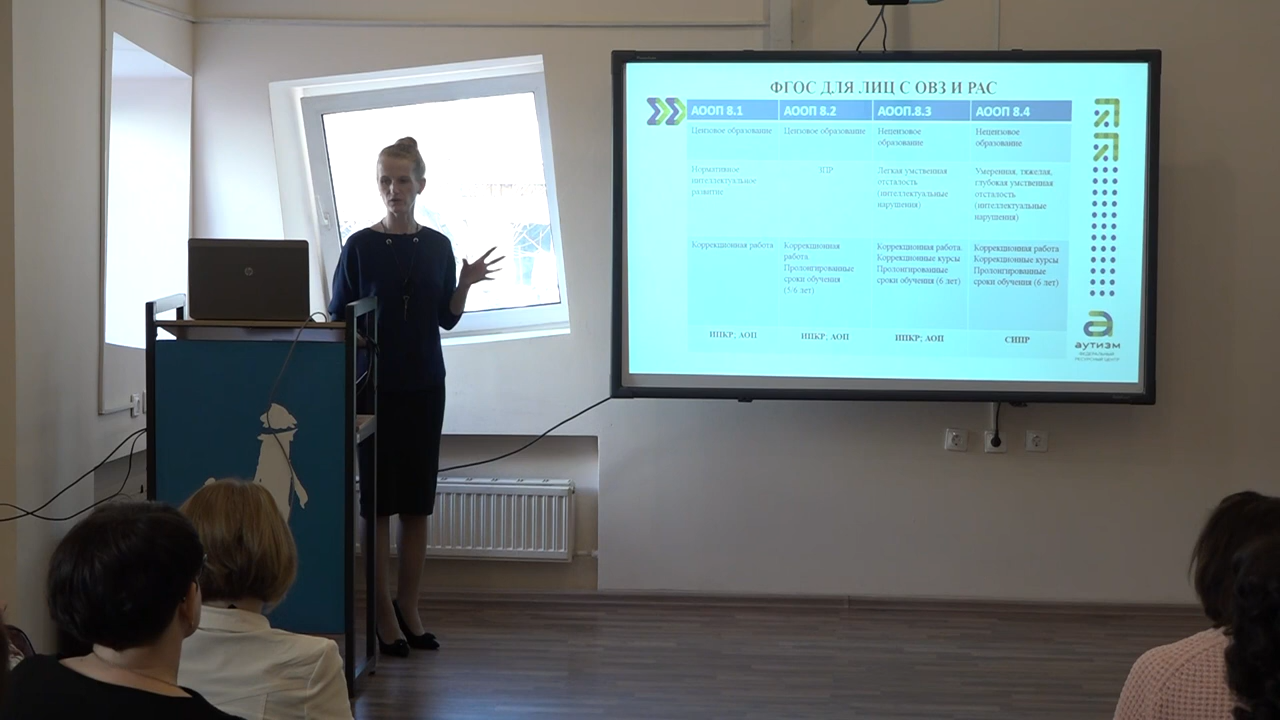 ФГОС ДЛЯ ЛИЦ С ОВЗ И РАС
АООП 8.1
АООП 8.2
АООП.8.3
АООП 8.4
Цензовое образование
Цензовое образование
Нецензовое
образование
Нецензовое
образование
Нормативное
интеллектуальное
развитие
ЗПР
Легкая умственная
отсталость
(интеллектуальные
нарушения)
Умеренная, тяжелая,
глубокая умственная
отсталость
(интеллектуальные
нарушения)
Коррекционная работа
Коррекционная
работа.
Пролонгированные
сроки обучения
(5/6 лет)
Коррекционная работа.
Коррекционные курсы
Пролонгированные
сроки обучения (6 лет)
Коррекционная работа
Коррекционные курсы
Пролонгированные
сроки обучения (6 лет)
ИПКР; АОП
ИПКР; АОП
ИПКР; АОП
СИПР
аутизм
ФЕДЕРАЛЬНЫЙ
РЕСУРСНЫЙ ЦЕНТР
hp